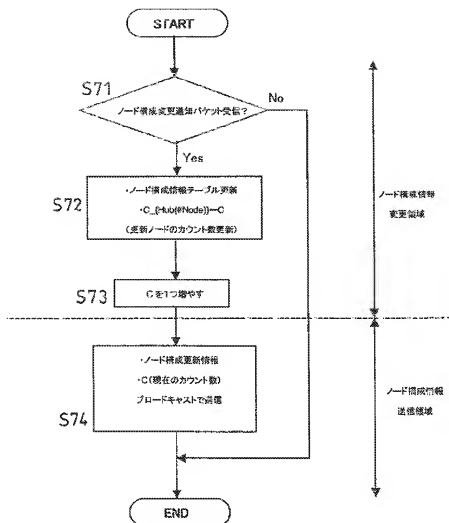 START
S71
ノード構成変更通知パケット受信?
No
Yes
S72
・ノード構成情報テーブル更新
・C_{Hub(#Node)}=C
(更新ノードのカウント数更新)
ノード構成情報
変更領域
S73
Cを1つ増やす
・ノード構成更新情報
・C(現在のカウント数)
ブロードキャストで送信
S74
ノード構成情報
送信領域
END